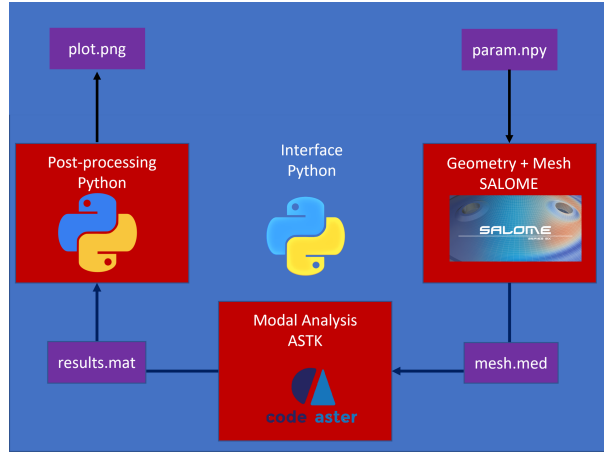 plot.png
param.npy
Post-processing
Python
Interface
Python
Geometry + Mesh
SALOME
SALOME
Modal Analysis
ASTK
results.mat
mesh.med
code aster